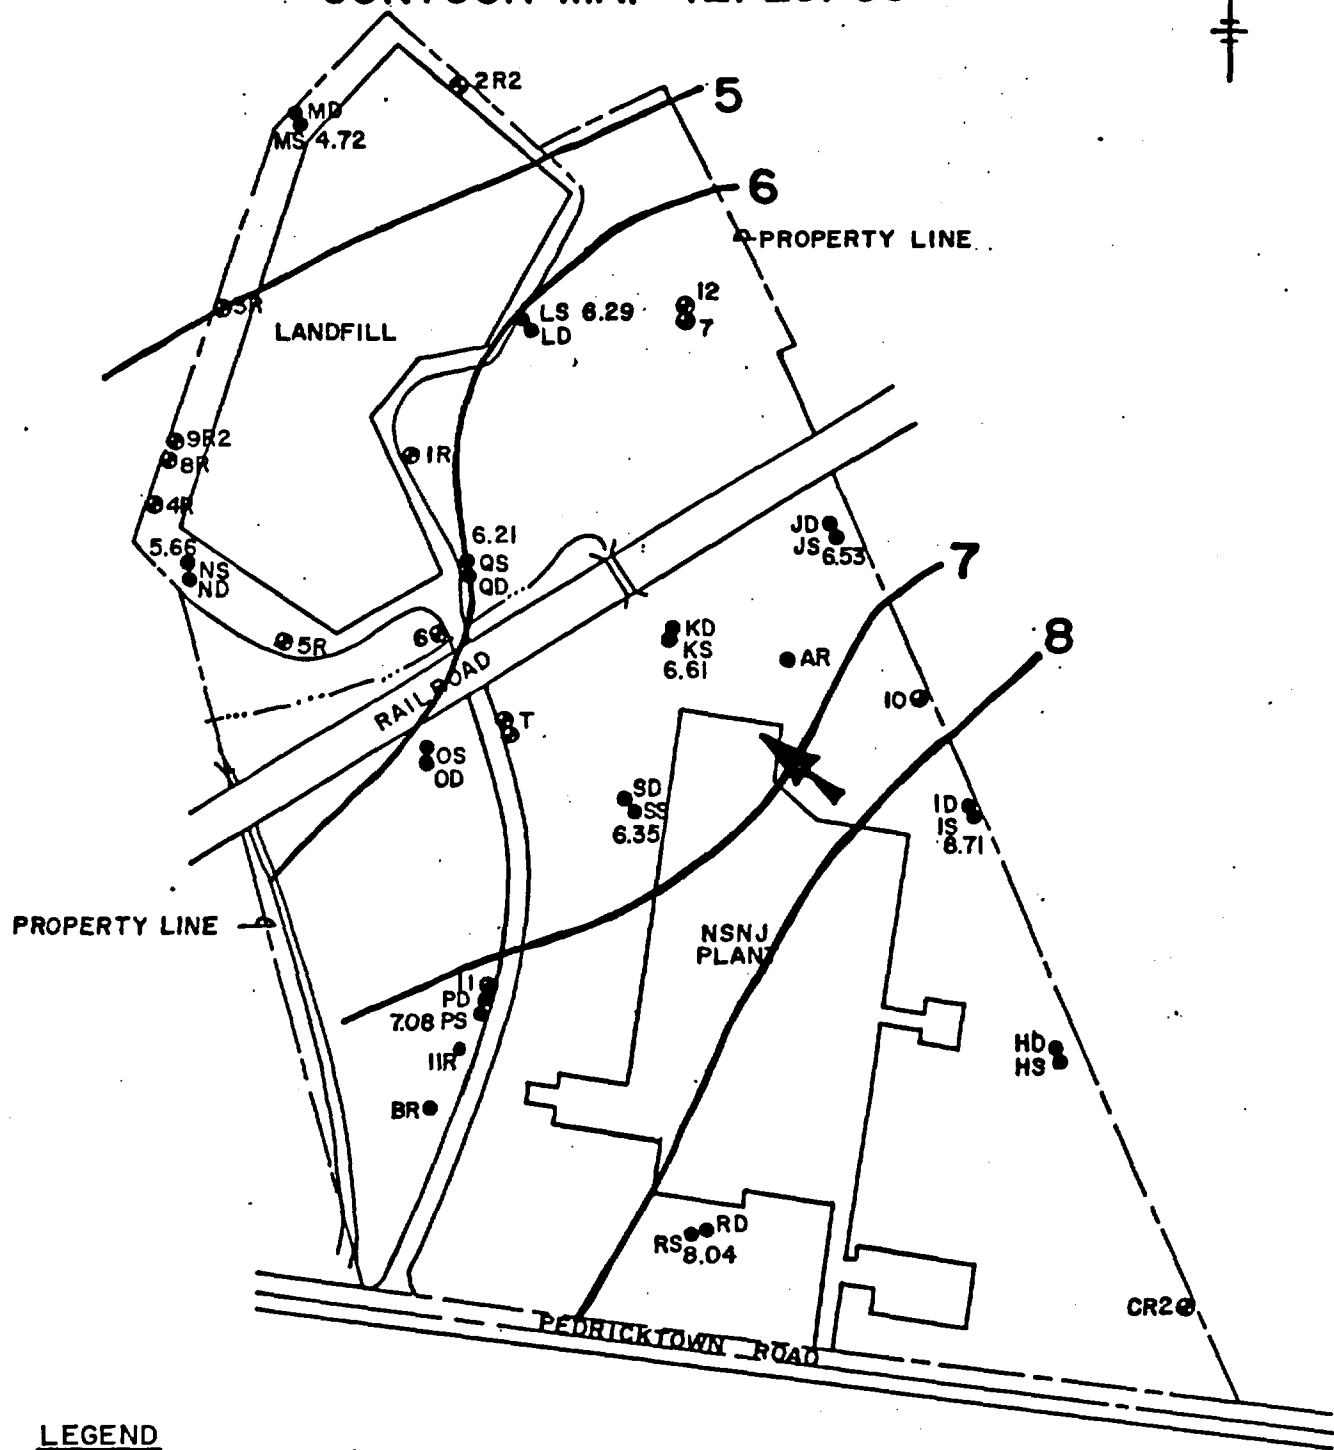 2R2
MD
MS 4.72
5
6
PROPERTY LINE
3R
LANDFILL
LS 6.29
LD
12
7
9R2
8R
4R
1R
5.66
NS
ND
6.21
QS
QD
JD
JS 6.53
7
5R
6
KD
KS
6.61
AR
8
10
RAILROAD
T
OS
OD
SD
SS
6.35
ID
IS
8.71
PROPERTY LINE
NSNJ
PLANT
11
PD
7.08 PS
11R
BR
HD
HS
RD
RS 8.04
CR2
PEDRICKTOWN ROAD
LEGEND